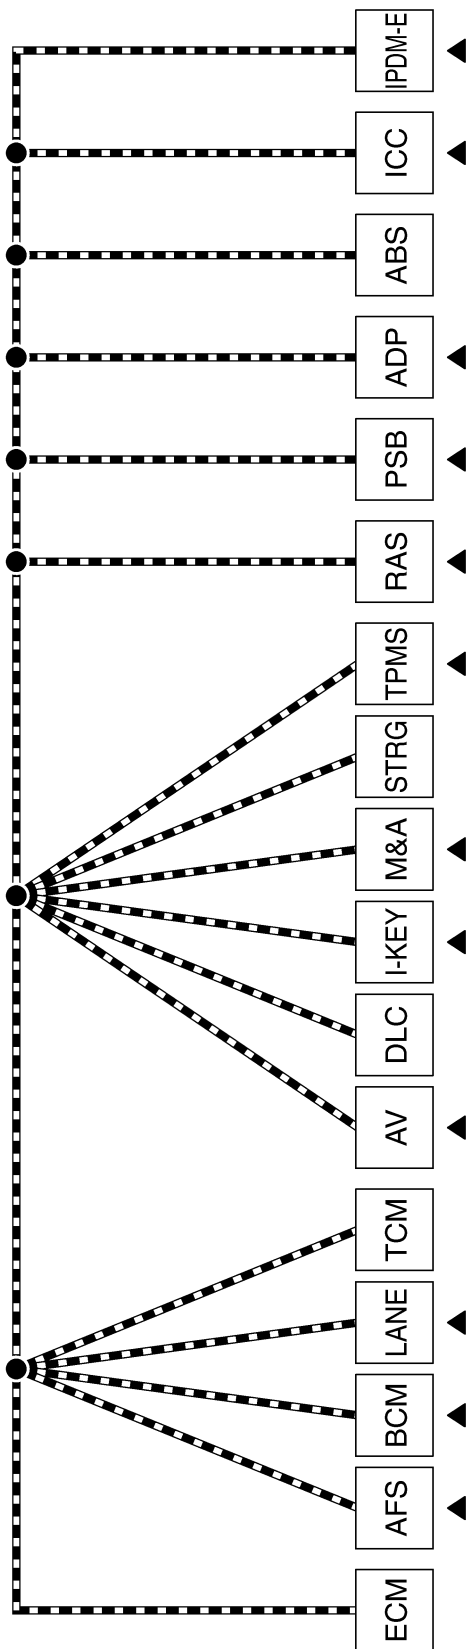 IPDM-E
ICC
ABS
ADP
PSB
RAS
TPMS
STRG
M&A
I-KEY
DLC
AV
TCM
LANE
BCM
AFS
ECM